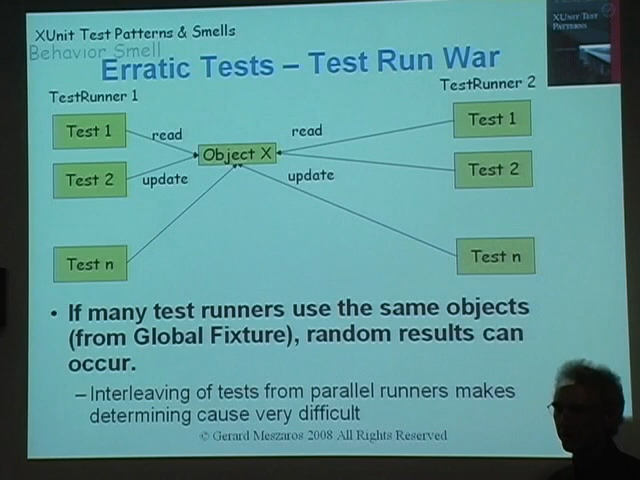 XUnit Test Patterns & Smells
Behavior Smell
Erratic Tests – Test Run War
XUNIT TEST
PATTERNS
TestRunner 1
TestRunner 2
Test 1
read
Object X
read
Test 1
Test 2
update
update
Test 2
Test n
Test n
• If many test runners use the same objects
(from Global Fixture), random results can
occur.
– Interleaving of tests from parallel runners makes
determining cause very difficult
© Gerard Meszaros 2008 All Rights Reserved